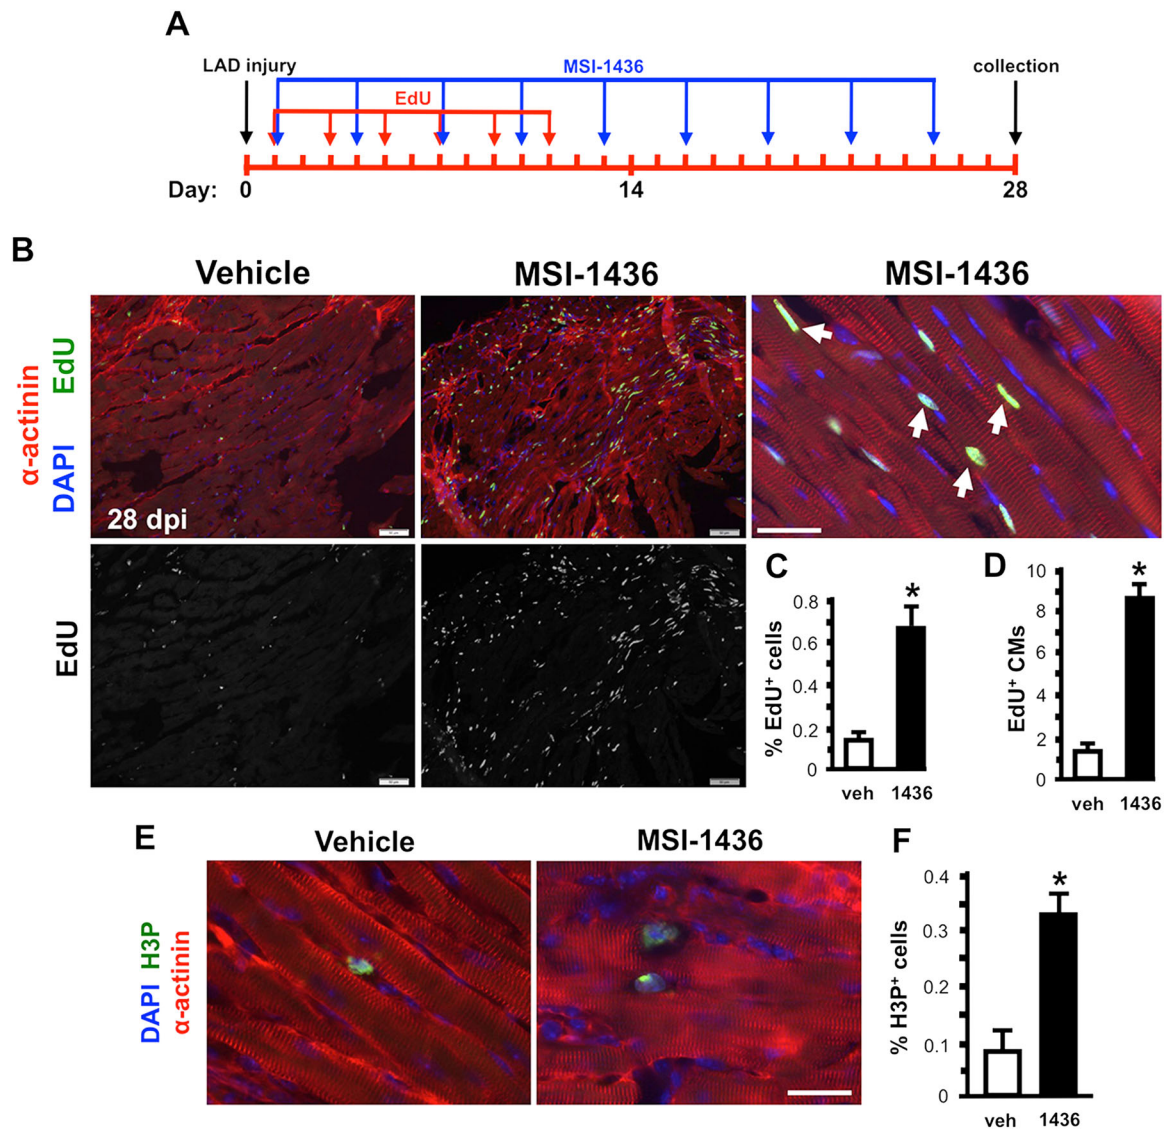 A
LAD injury
MSI-1436
collection
EdU
Day: 0 14 28
B
Vehicle
MSI-1436
MSI-1436
α-actinin
DAPI EdU
28 dpi
EdU
C
% EdU⁺ cells
0.8
0.6
0.4
0.2
0
*
veh 1436
D
EdU⁺ CMs
10
8
6
4
2
0
*
veh 1436
E
Vehicle
MSI-1436
DAPI H3P
α-actinin
F
% H3P⁺ cells
0.4
0.3
0.2
0.1
0
*
veh 1436